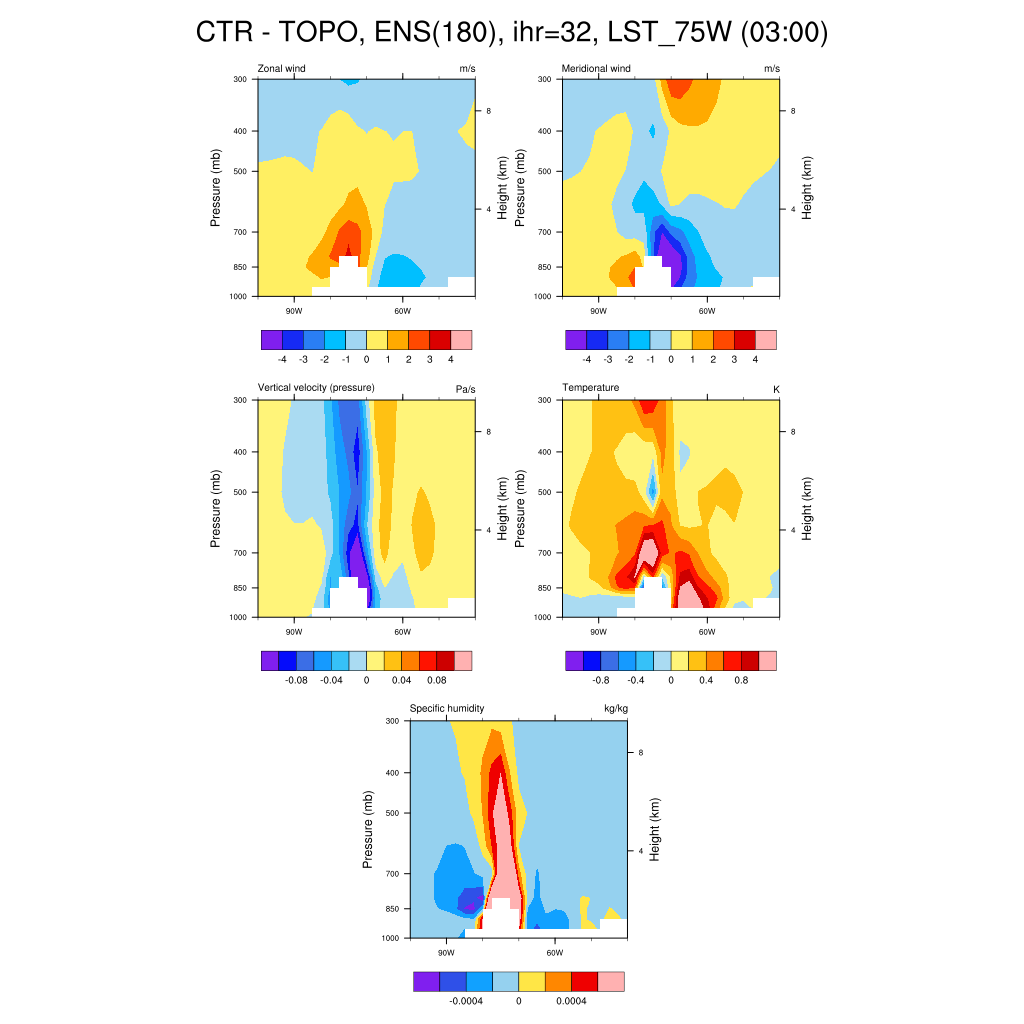 CTR - TOPO, ENS(180), ihr=32, LST_75W (03:00)
Zonal wind m/s
Meridional wind m/s
300
400
500
700
850
1000
Pressure (mb)
8
4
Height (km)
90W 60W
300
400
500
700
850
1000
Pressure (mb)
8
4
Height (km)
90W 60W
-4 -3 -2 -1 0 1 2 3 4
-4 -3 -2 -1 0 1 2 3 4
Vertical velocity (pressure) Pa/s
Temperature K
300
400
500
700
850
1000
Pressure (mb)
8
4
Height (km)
90W 60W
300
400
500
700
850
1000
Pressure (mb)
8
4
Height (km)
90W 60W
-0.08 -0.04 0 0.04 0.08
-0.8 -0.4 0 0.4 0.8
Specific humidity kg/kg
300
400
500
700
850
1000
Pressure (mb)
8
4
Height (km)
90W 60W
-0.0004 0 0.0004